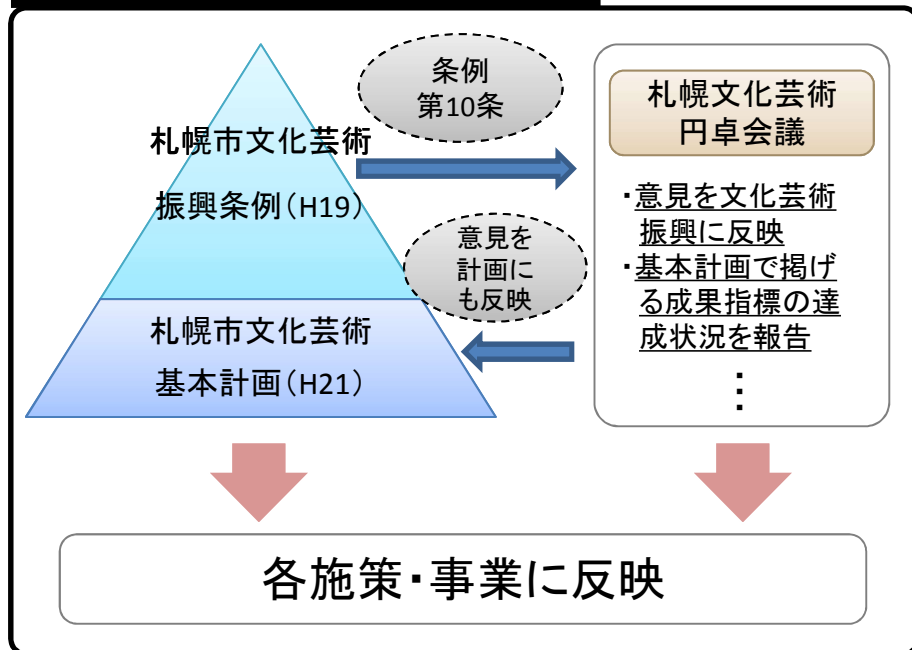 条例
第10条
札幌市文化芸術
振興条例（H19）
意見を
計画に
も反映
札幌市文化芸術
基本計画（H21）
札幌文化芸術
円卓会議
・意見を文化芸術
振興に反映
・基本計画で掲げ
る成果指標の達
成状況を報告
⋮
各施策・事業に反映